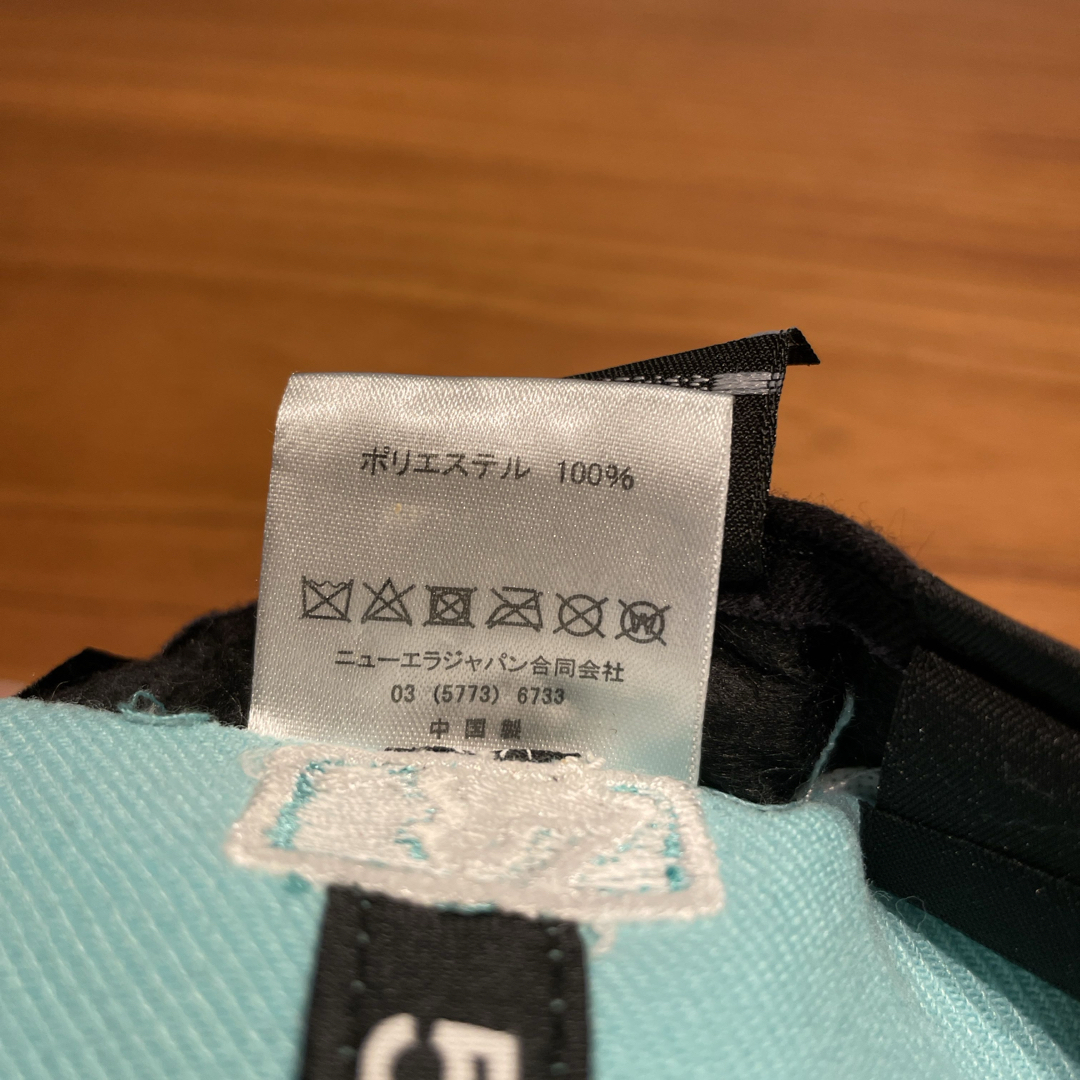 ポリエステル 100%
W
ニューエラジャパン合同会社
03 (5773) 6733
中国製
5